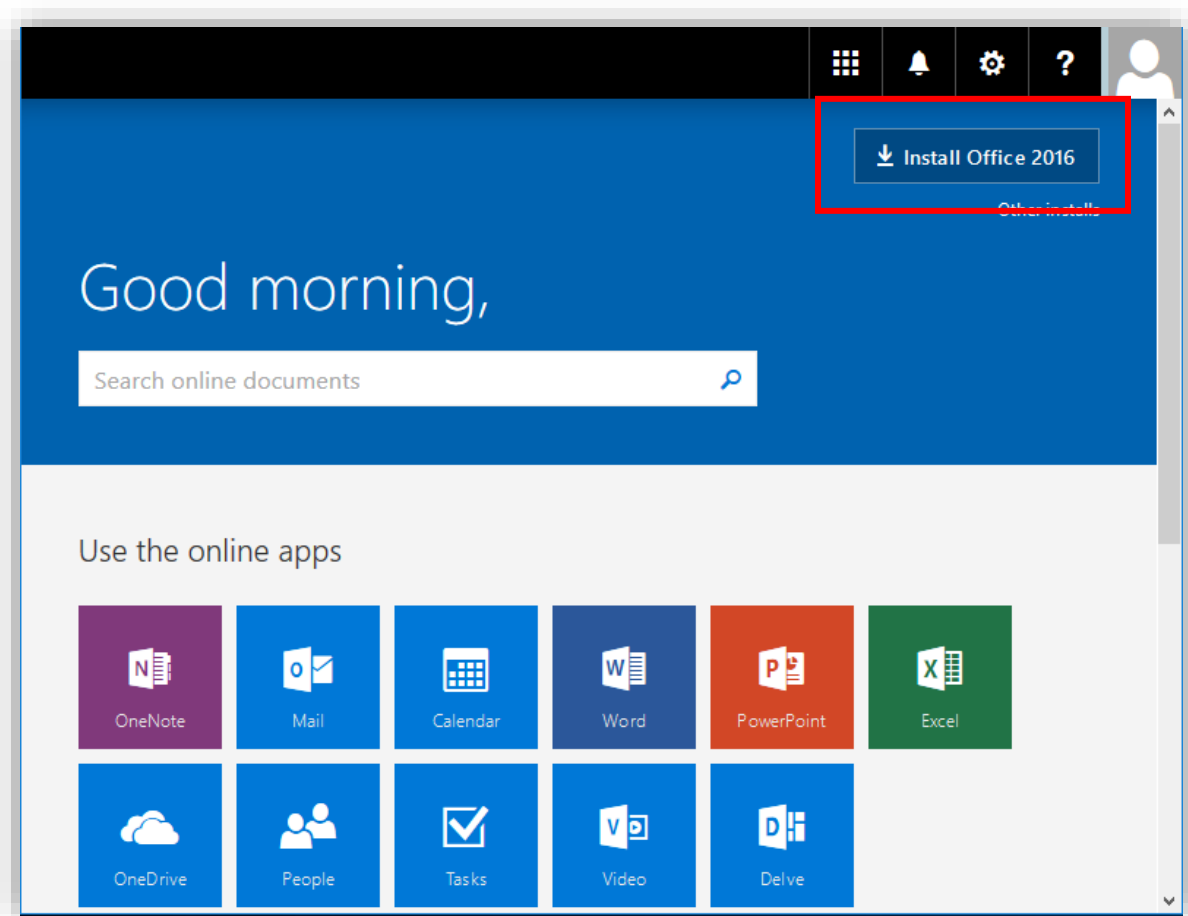 ?
Install Office 2016
Other installs
Good morning,
Search online documents
Use the online apps
N
O
W
P
X
OneNote
Mail
Calendar
Word
PowerPoint
Excel
V
D
OneDrive
People
Tasks
Video
Delve